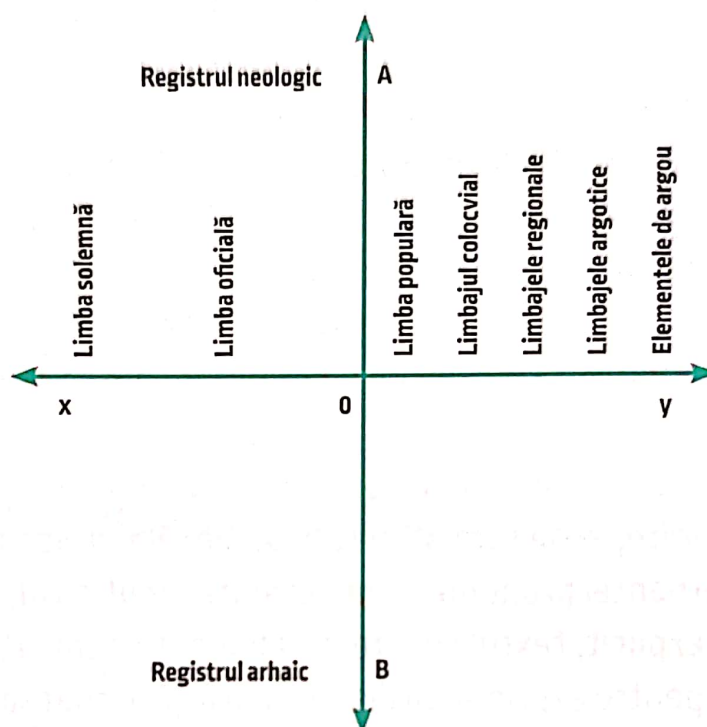 Registrul neologic
A
Limba solemnă
Limba oficială
Limba populară
Limbajul colocvial
Limbajele regionale
Limbajele argotice
Elementele de argou
x
0
y
Registrul arhaic
B